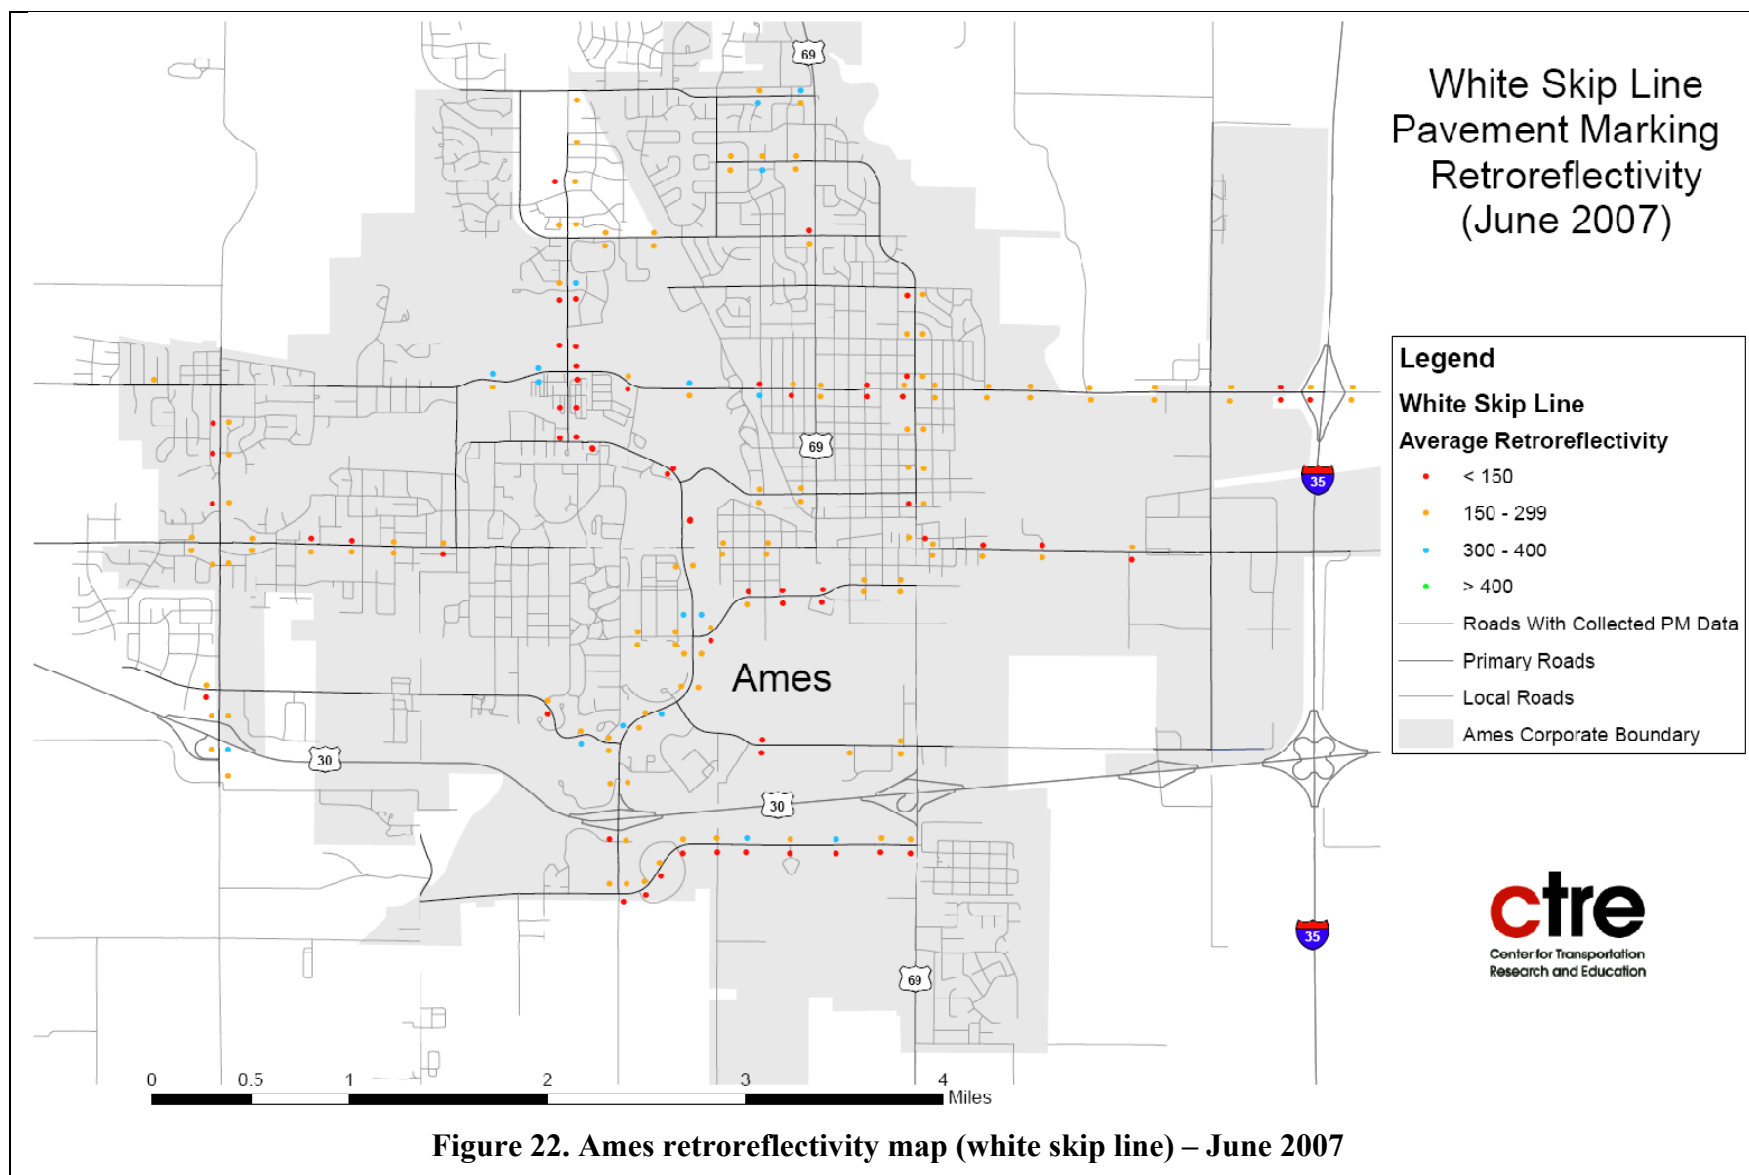 69
White Skip Line
Pavement Marking
Retroreflectivity
(June 2007)
Legend
White Skip Line
Average Retroreflectivity
< 150
150 - 299
300 - 400
> 400
Roads With Collected PM Data
Primary Roads
Local Roads
Ames Corporate Boundary
69
35
Ames
30
30
ctre
Center for Transportation
Research and Education
35
69
0 0.5 1 2 3 4
Miles
Figure 22. Ames retroreflectivity map (white skip line) – June 2007